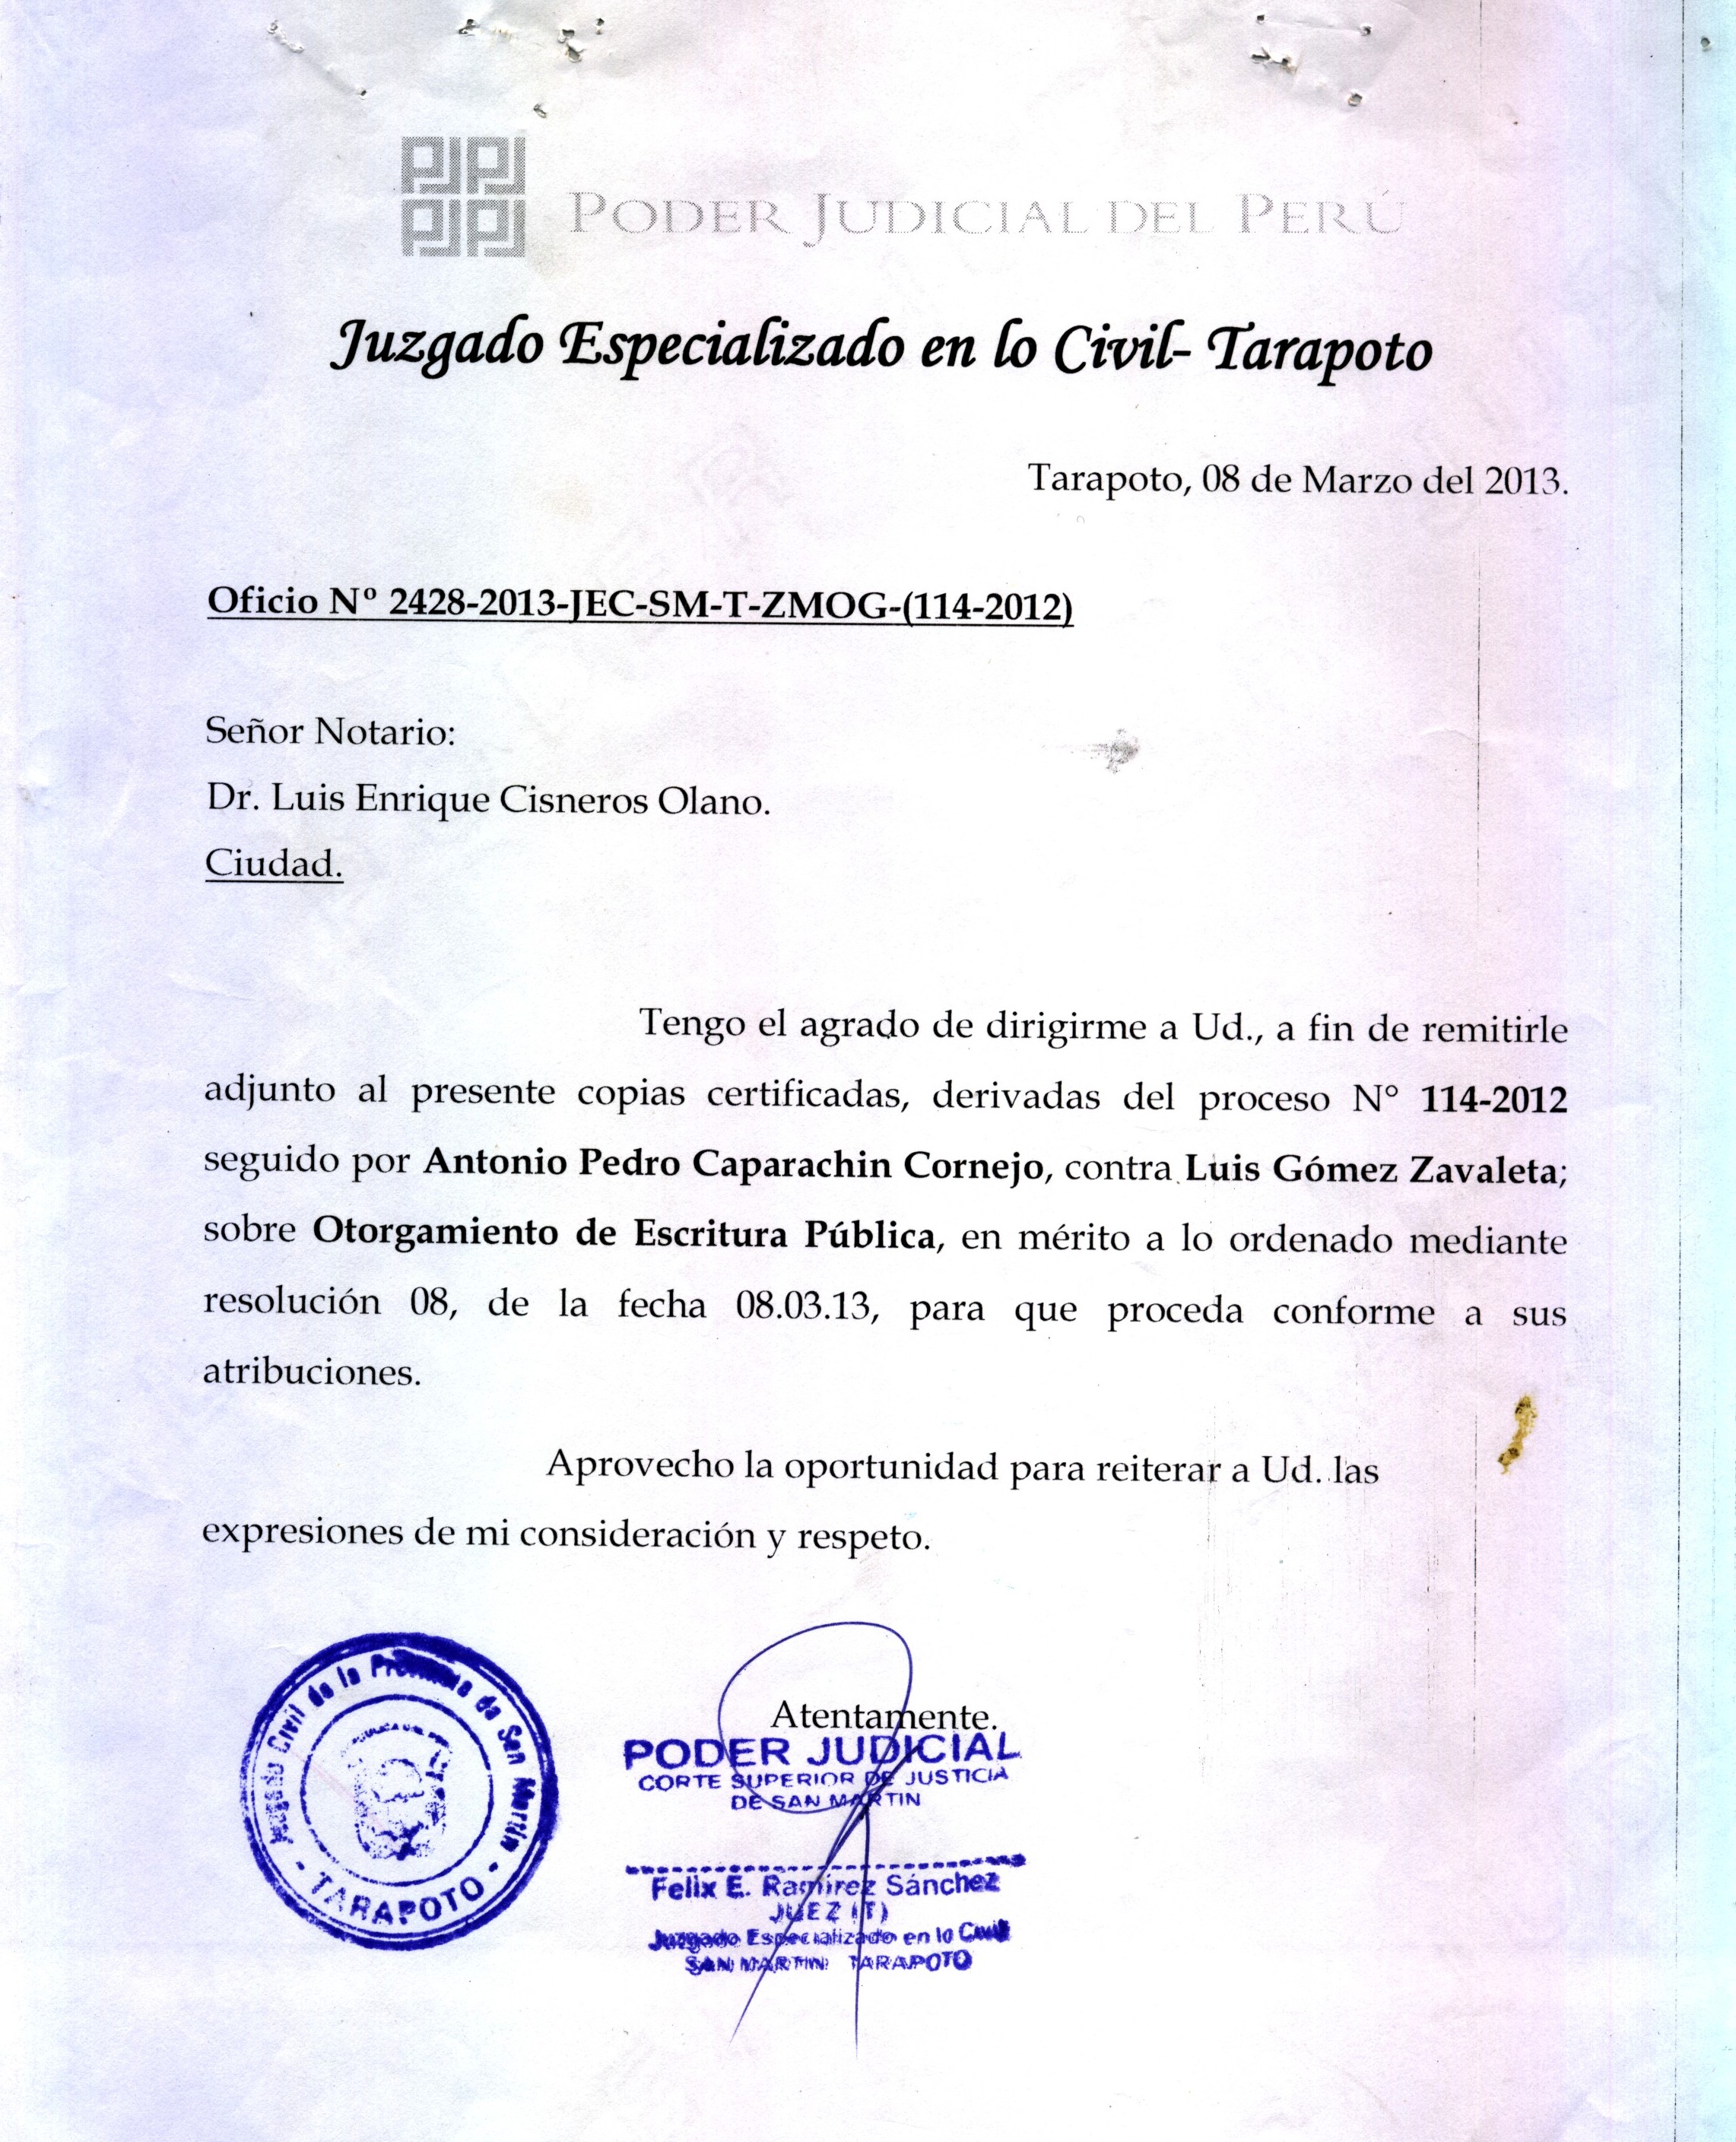 PODER JUDICIAL DEL PERÚ
Juzgado Especializado en lo Civil- Tarapoto
Tarapoto, 08 de Marzo del 2013.
Oficio Nº 2428-2013-JEC-SM-T-ZMOG-(114-2012)
Señor Notario:
Dr. Luis Enrique Cisneros Olano.
Ciudad.
Tengo el agrado de dirigirme a Ud., a fin de remitirle
adjunto al presente copias certificadas, derivadas del proceso N° 114-2012
seguido por Antonio Pedro Caparachin Cornejo, contra Luis Gómez Zavaleta;
sobre Otorgamiento de Escritura Pública, en mérito a lo ordenado mediante
resolución 08, de la fecha 08.03.13, para que proceda conforme a sus
atribuciones.
Aprovecho la oportunidad para reiterar a Ud. las
expresiones de mi consideración y respeto.
Atentamente.
PODER JUDICIAL
CORTE SUPERIOR DE JUSTICIA
DE SAN MARTIN
Felix E. Ramírez Sánchez
JUEZ (T)
Juzgado Especializado en lo Civil
SAN MARTIN TARAPOTO
Juzgado Civil de la Provincia de San Martín
- TARAPOTO -